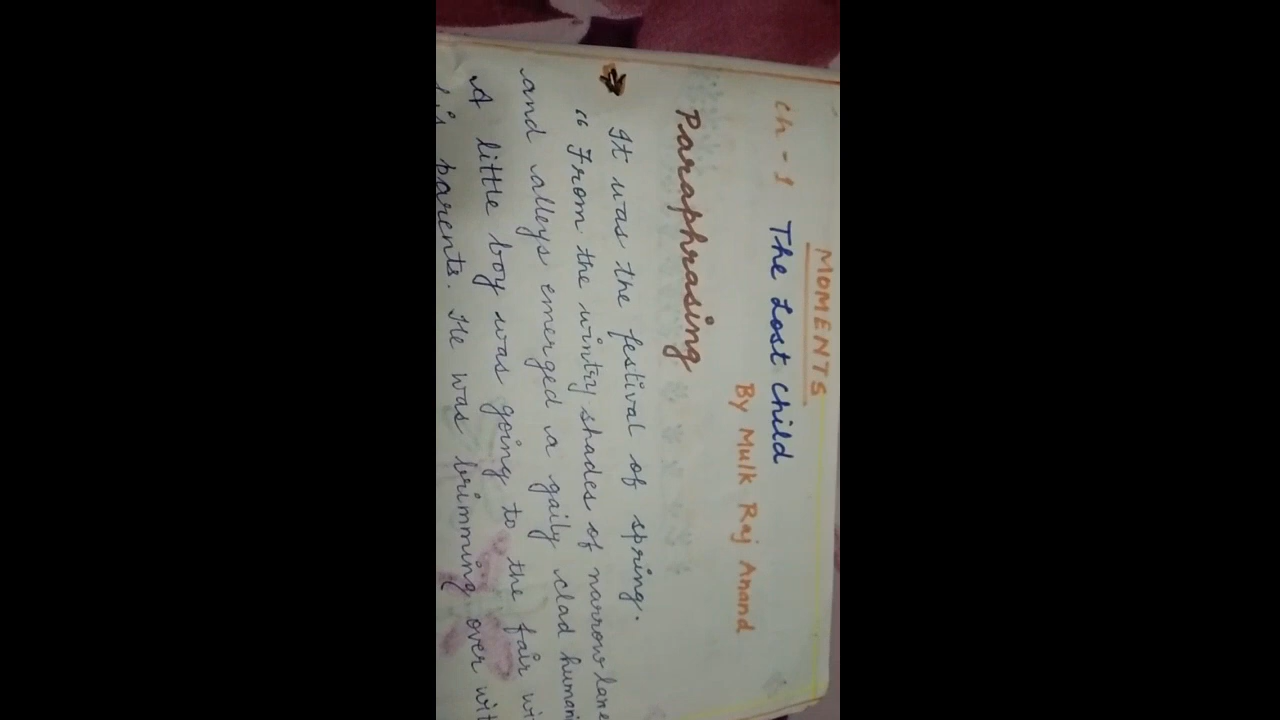 MOMENTS
Ch - 1 The Lost Child
By Mulk Raj Anand
Paraphrasing
→ It was the festival of spring.
“ From the wintry shades of narrow lane
and alleys emerged a gaily clad humani
A little boy was going to the fair wi
his parents. He was brimming over wit